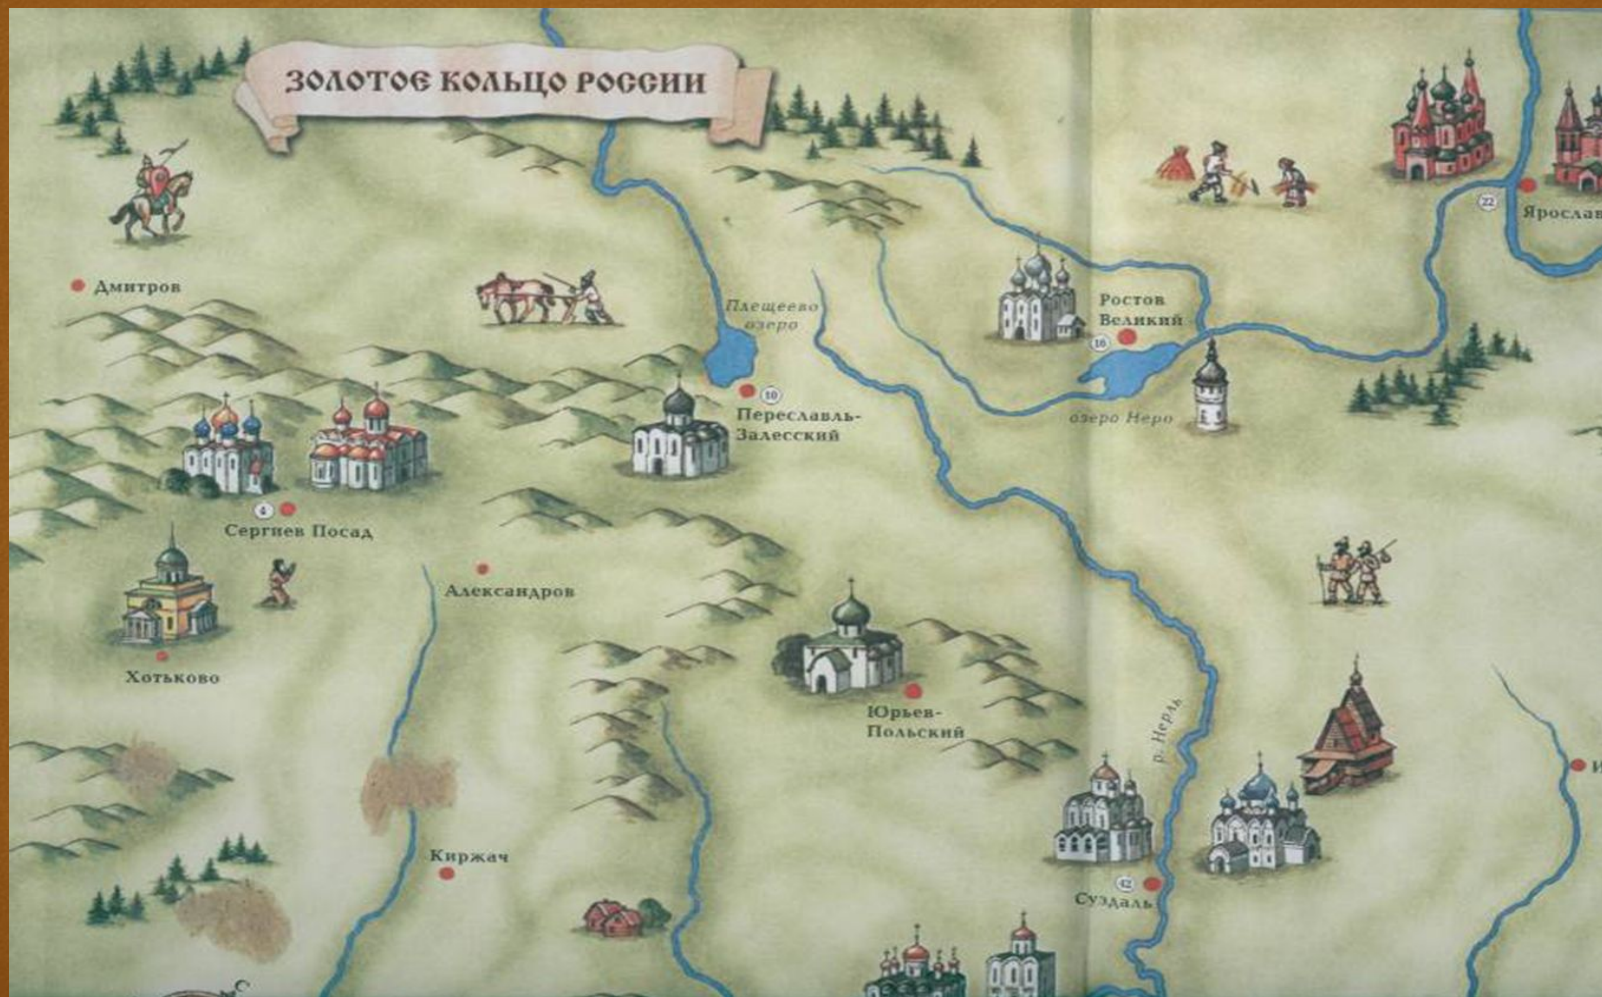 ЗОЛОТОЕ КОЛЬЦО РОССИИ
22
Ярослав
Дмитров
Плещеево
озеро
Ростов
Великий
16
10
Переславль-
Залесский
озеро Неро
4
Сергиев Посад
Александров
Хотьково
Юрьев-
Польский
р. Нерль
И
Киржач
42
Суздаль
С